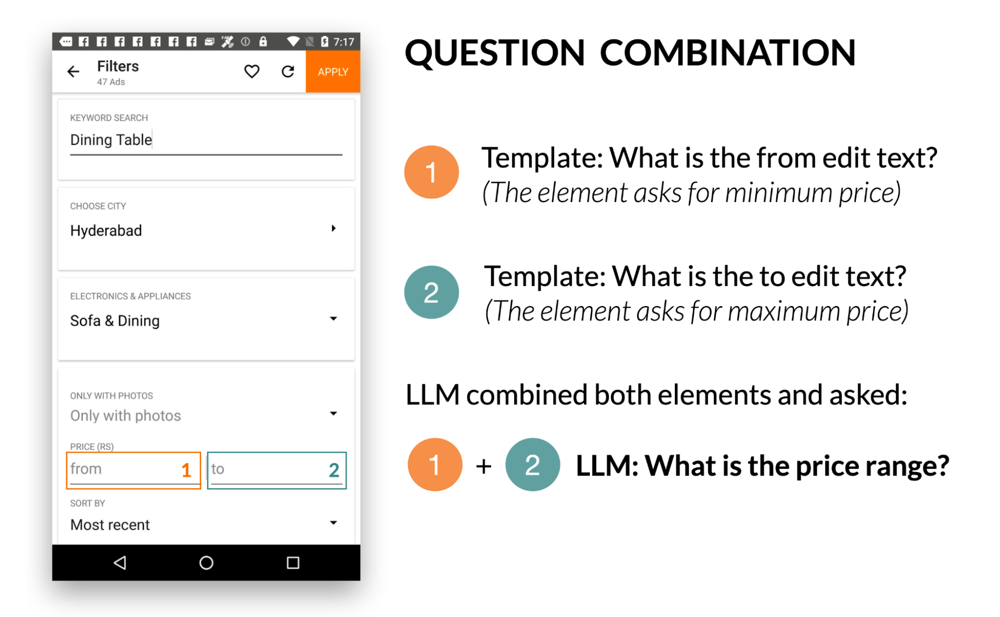 7:17
Filters
47 Ads
APPLY
KEYWORD SEARCH
Dining Table
CHOOSE CITY
Hyderabad
ELECTRONICS & APPLIANCES
Sofa & Dining
ONLY WITH PHOTOS
Only with photos
PRICE (RS)
from 1 to 2
SORT BY
Most recent
QUESTION COMBINATION
1 Template: What is the from edit text?
(The element asks for minimum price)
2 Template: What is the to edit text?
(The element asks for maximum price)
LLM combined both elements and asked:
1 + 2 LLM: What is the price range?